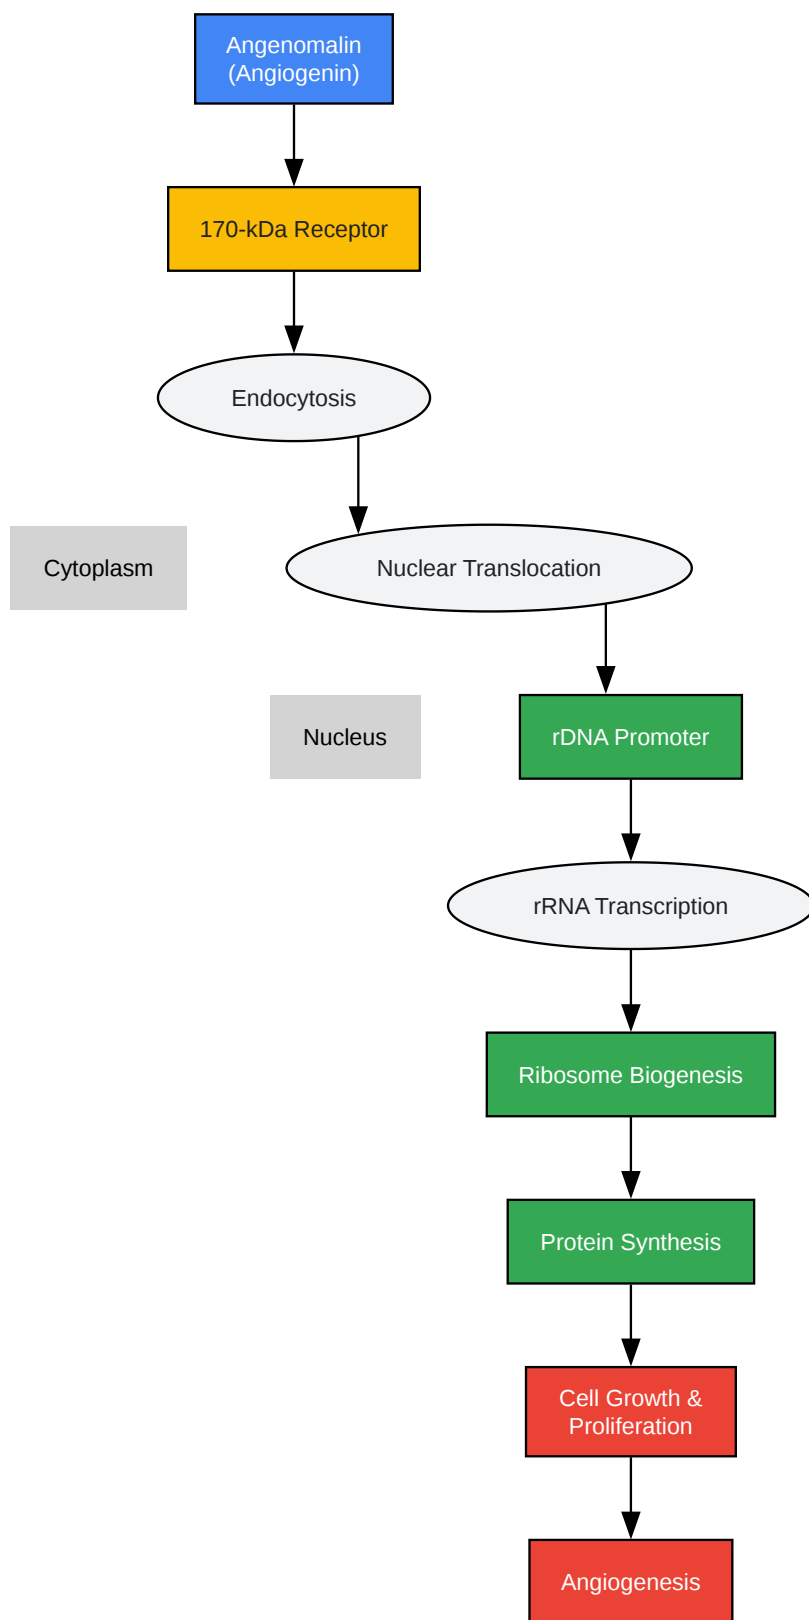 Angenomalin
(Angiogenin)
170-kDa Receptor
Endocytosis
Cytoplasm
Nuclear Translocation
Nucleus
rDNA Promoter
rRNA Transcription
Ribosome Biogenesis
Protein Synthesis
Cell Growth &
Proliferation
Angiogenesis